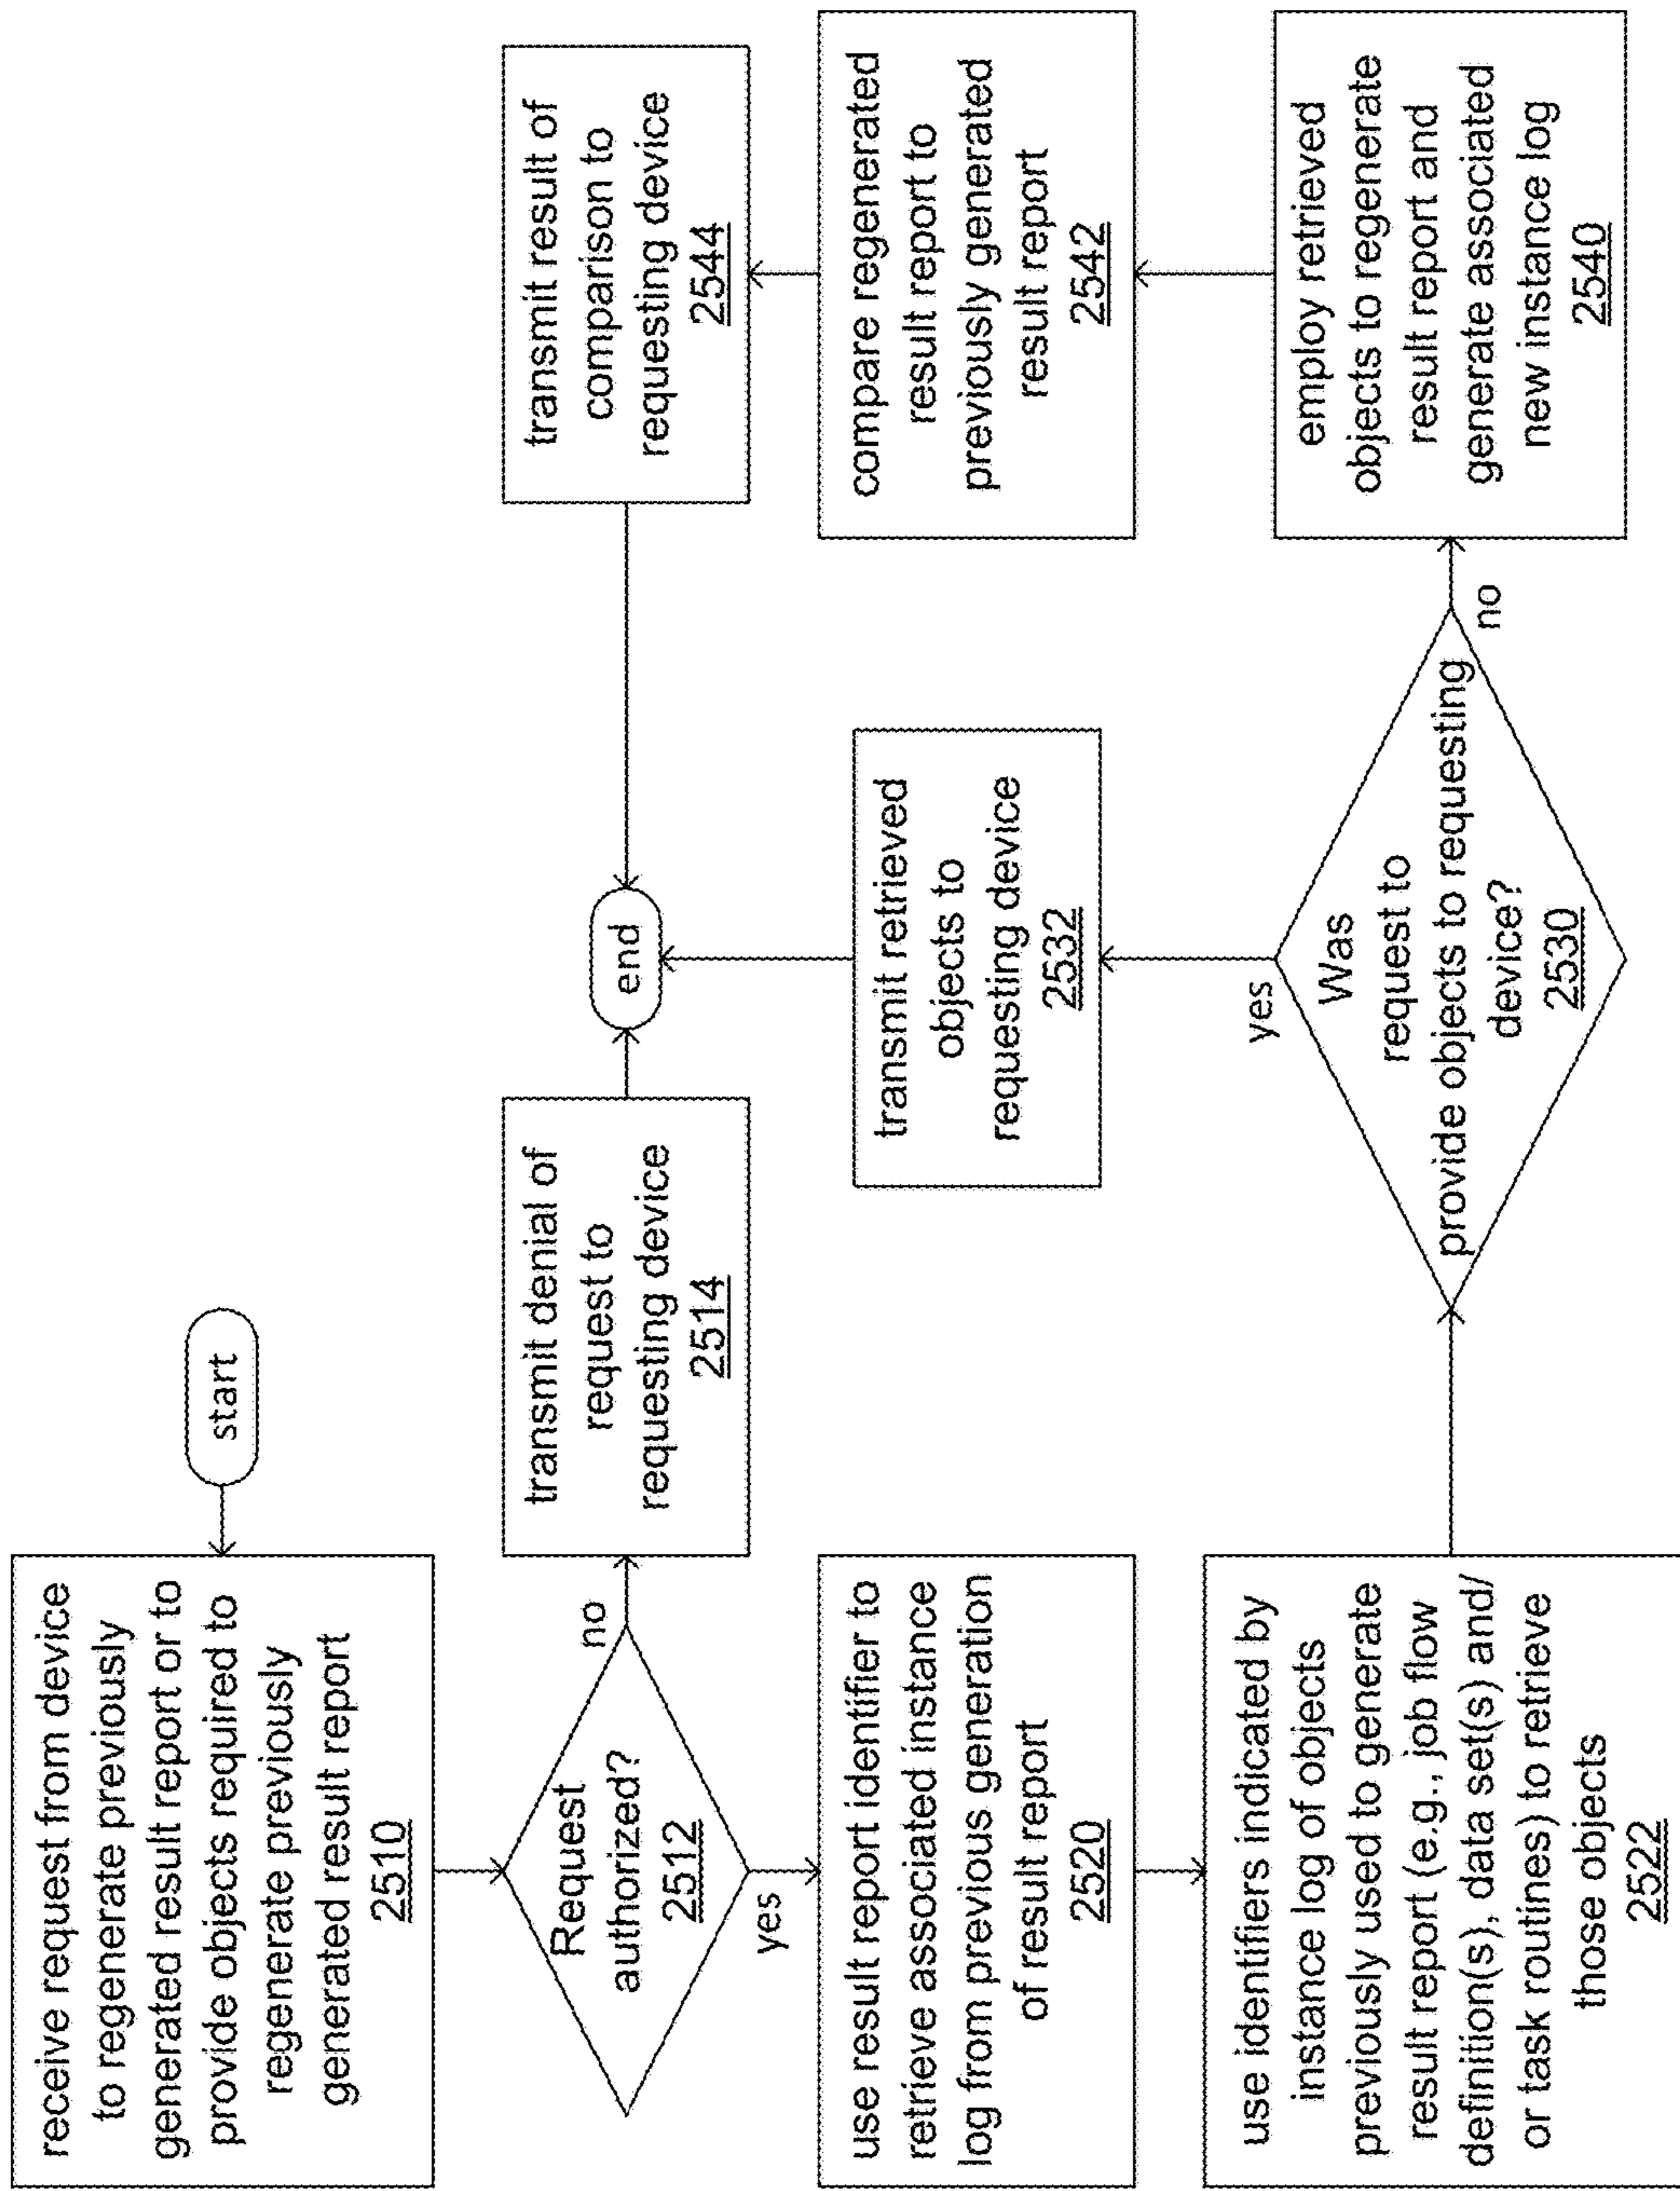 start
receive request from device
to regenerate previously
generated result report or to
provide objects required to
regenerate previously
generated result report
2510
Request
authorized?
2512
no
yes
transmit denial of
request to
requesting device
2514
use result report identifier to
retrieve associated instance
log from previous generation
of result report
2520
use identifiers indicated by
instance log of objects
previously used to generate
result report (e.g., job flow
definition(s), data set(s) and/
or task routines) to retrieve
those objects
2522
Was
request to
provide objects to requesting
device?
2530
yes
no
transmit retrieved
objects to
requesting device
2532
end
employ retrieved
objects to regenerate
result report and
generate associated
new instance log
2540
compare regenerated
result report to
previously generated
result report
2542
transmit result of
comparison to
requesting device
2544